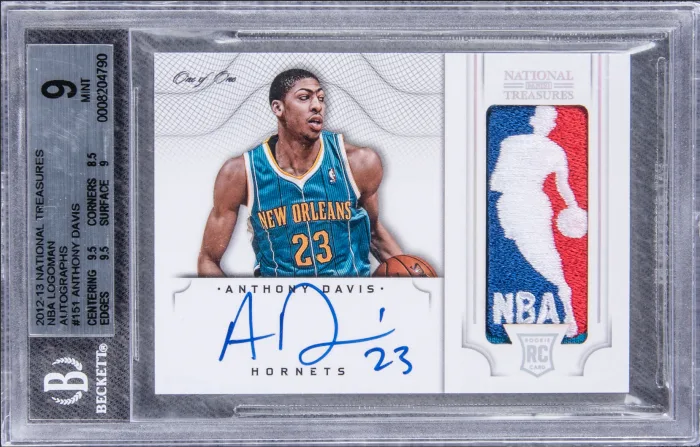 9
MINT
0008204790
2012-13 NATIONAL TREASURES
NBA LOGOMAN
AUTOGRAPHS
#151 ANTHONY DAVIS
CENTERING 9.5 CORNERS 8.5
EDGES 9.5 SURFACE 9
B
BECKETT®
One of One
NEW ORLEANS
23
· ANTHONY DAVIS ·
A D
23
HORNETS
NATIONAL
PANINI
TREASURES
NBA
ROOKIE
RC
CARD